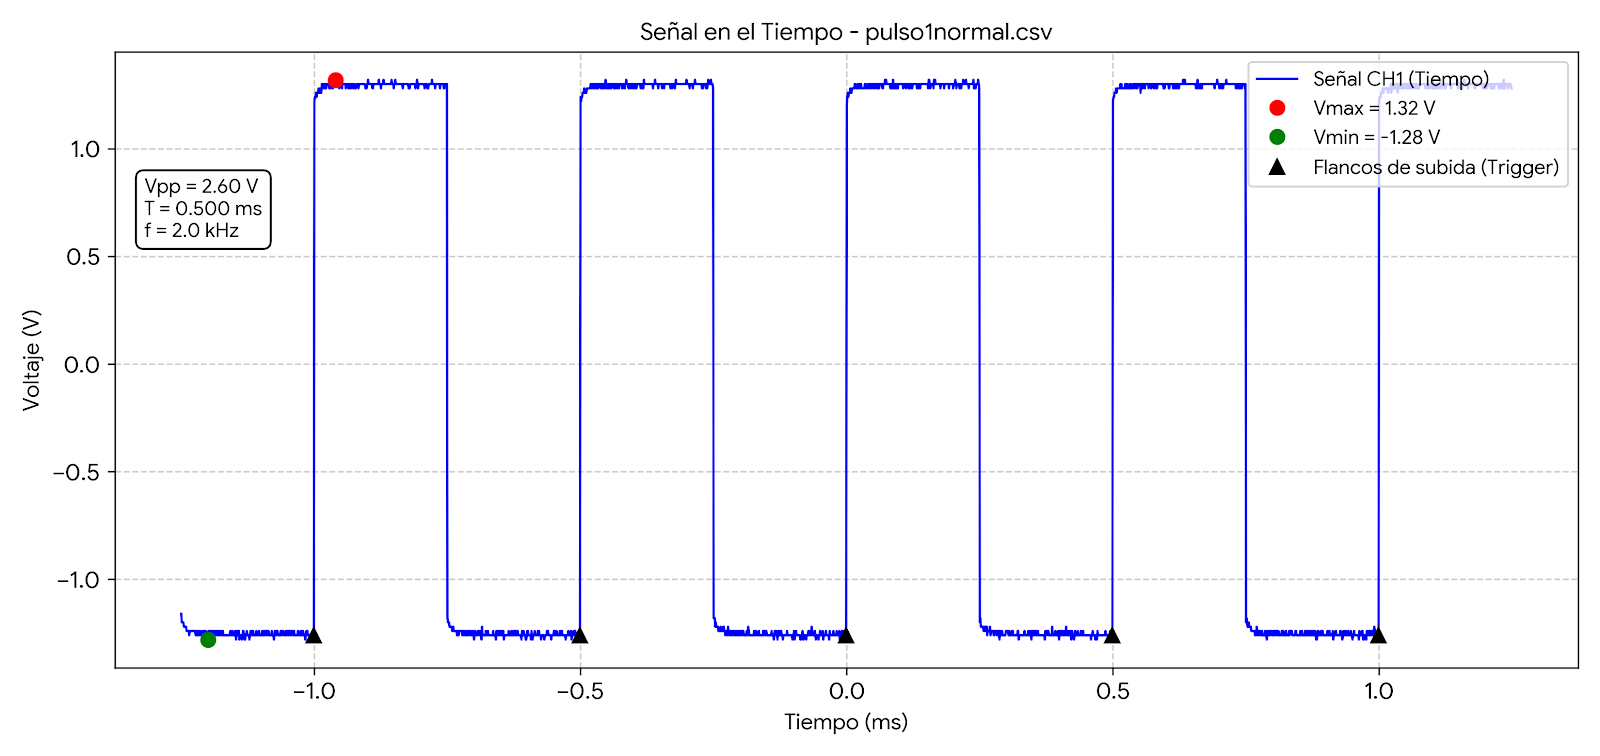 Señal en el Tiempo - pulso1normal.csv
Señal CH1 (Tiempo)
Vmax = 1.32 V
Vmin = -1.28 V
Flancos de subida (Trigger)
Vpp = 2.60 V
T = 0.500 ms
f = 2.0 kHz
Voltaje (V)
1.0
0.5
0.0
−0.5
−1.0
−1.0
−0.5
0.0
0.5
1.0
Tiempo (ms)